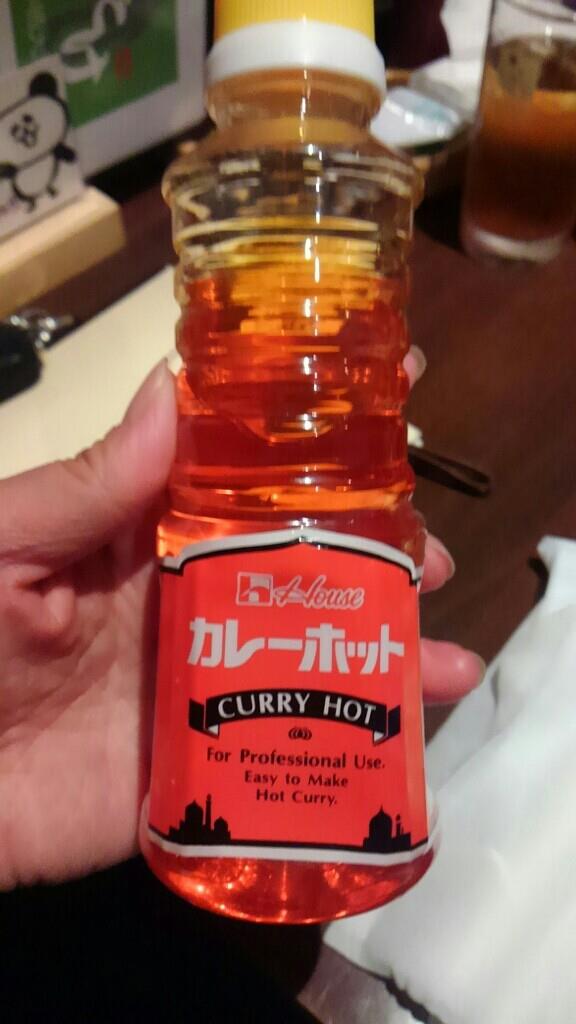 House
カレーホット
CURRY HOT
For Professional Use.
Easy to Make
Hot Curry.